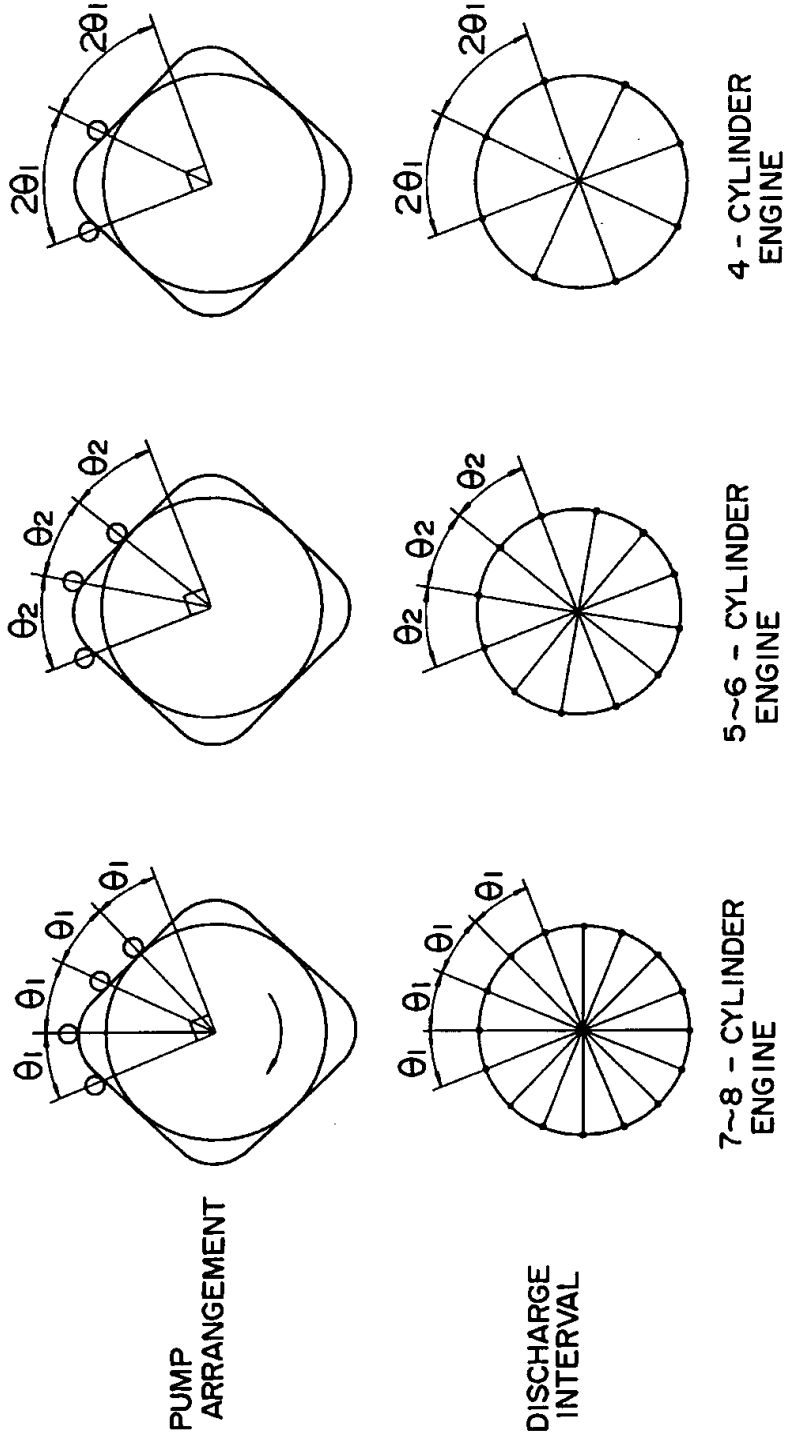 PUMP
ARRANGEMENT
θ1 θ1 θ1 θ1
θ2 θ2 θ2
2θ1 2θ1
DISCHARGE
INTERVAL
θ1 θ1 θ1 θ1
θ2 θ2 θ2
2θ1 2θ1
7~8 - CYLINDER
ENGINE
5~6 - CYLINDER
ENGINE
4 - CYLINDER
ENGINE